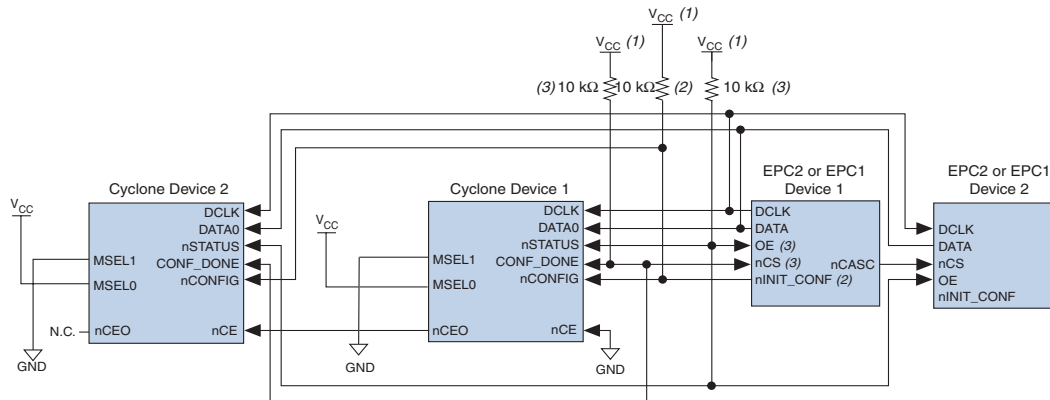 V_CC (1)
V_CC (1)
V_CC (1)
(3) 10 kΩ
10 kΩ (2)
10 kΩ (3)
Cyclone Device 2
V_CC
DCLK
DATA0
nSTATUS
CONF_DONE
nCONFIG
MSEL1
MSEL0
N.C.
nCEO
nCE
GND
Cyclone Device 1
V_CC
DCLK
DATA0
nSTATUS
CONF_DONE
nCONFIG
MSEL1
MSEL0
nCEO
nCE
GND
GND
EPC2 or EPC1
Device 1
DCLK
DATA
OE (3)
nCS (3)
nINIT_CONF (2)
nCASC
EPC2 or EPC1
Device 2
DCLK
DATA
nCS
OE
nINIT_CONF